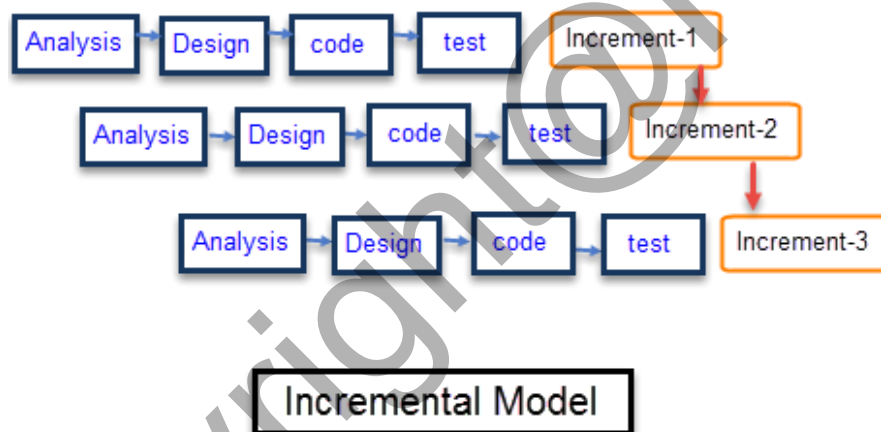 Analysis Design code test Increment-1
Analysis Design code test Increment-2
Analysis Design code test Increment-3
Incremental Model
right@